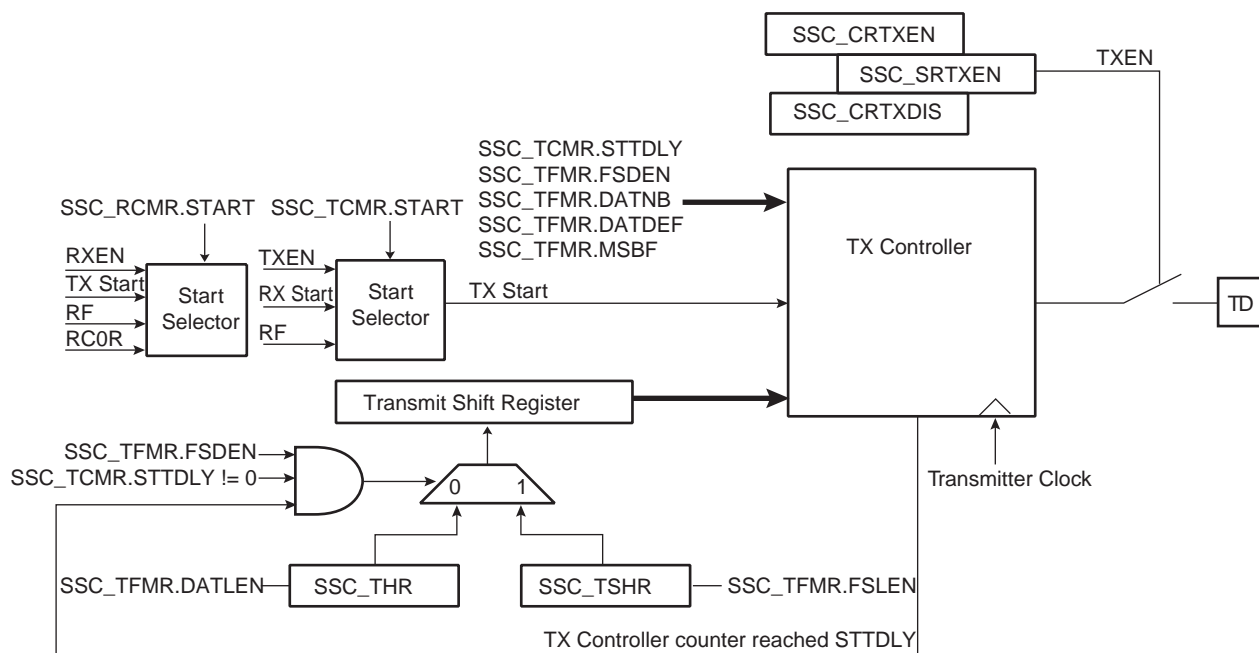 SSC_CRTXEN
SSC_SRTXEN
SSC_CRTXDIS
TXEN
SSC_TCMR.STTDLY
SSC_TFMR.FSDEN
SSC_TFMR.DATNB
SSC_TFMR.DATDEF
SSC_TFMR.MSBF
SSC_RCMR.START
SSC_TCMR.START
RXEN
TX Start
RF
RC0R
Start
Selector
TXEN
RX Start
RF
Start
Selector
TX Start
TX Controller
TD
Transmit Shift Register
SSC_TFMR.FSDEN
SSC_TCMR.STTDLY != 0
0
1
Transmitter Clock
SSC_TFMR.DATLEN
SSC_THR
SSC_TSHR
SSC_TFMR.FSLEN
TX Controller counter reached STTDLY